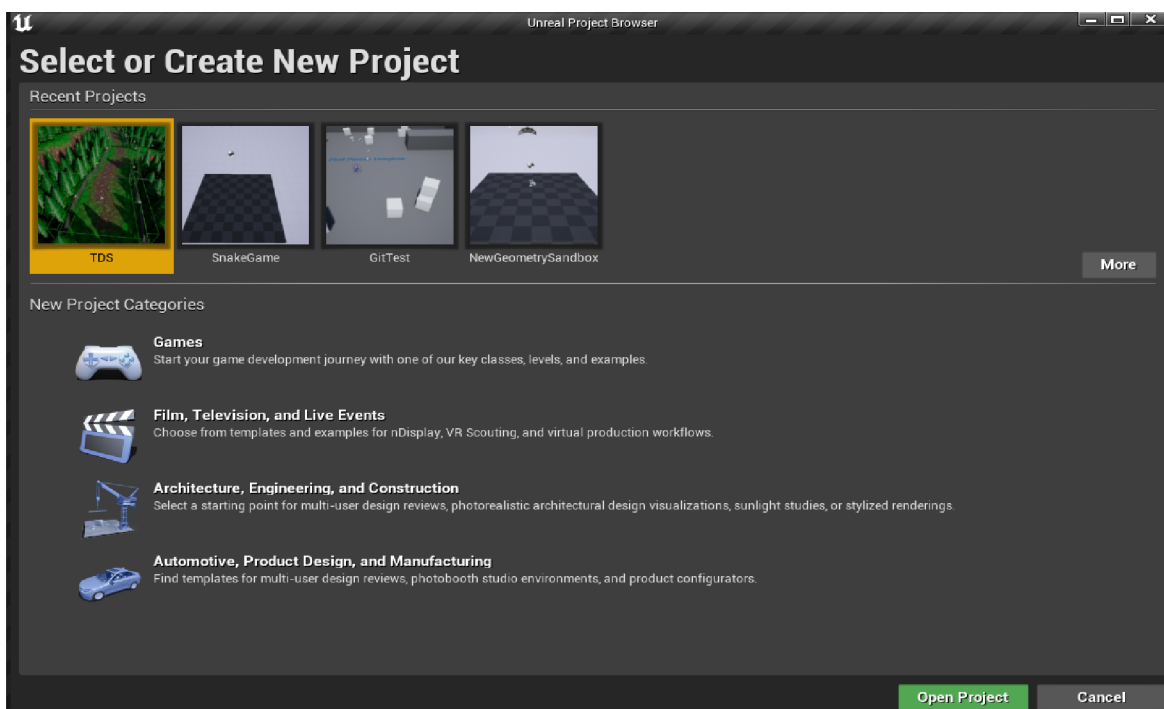 Unreal Project Browser
Select or Create New Project
Recent Projects
TDS
SnakeGame
GitTest
NewGeometrySandbox
More
New Project Categories
Games
Start your game development journey with one of our key classes, levels, and examples.
Film, Television, and Live Events
Choose from templates and examples for nDisplay, VR Scouting, and virtual production workflows.
Architecture, Engineering, and Construction
Select a starting point for multi-user design reviews, photorealistic architectural design visualizations, sunlight studies, or stylized renderings.
Automotive, Product Design, and Manufacturing
Find templates for multi-user design reviews, photobooth studio environments, and product configurators.
Open Project
Cancel